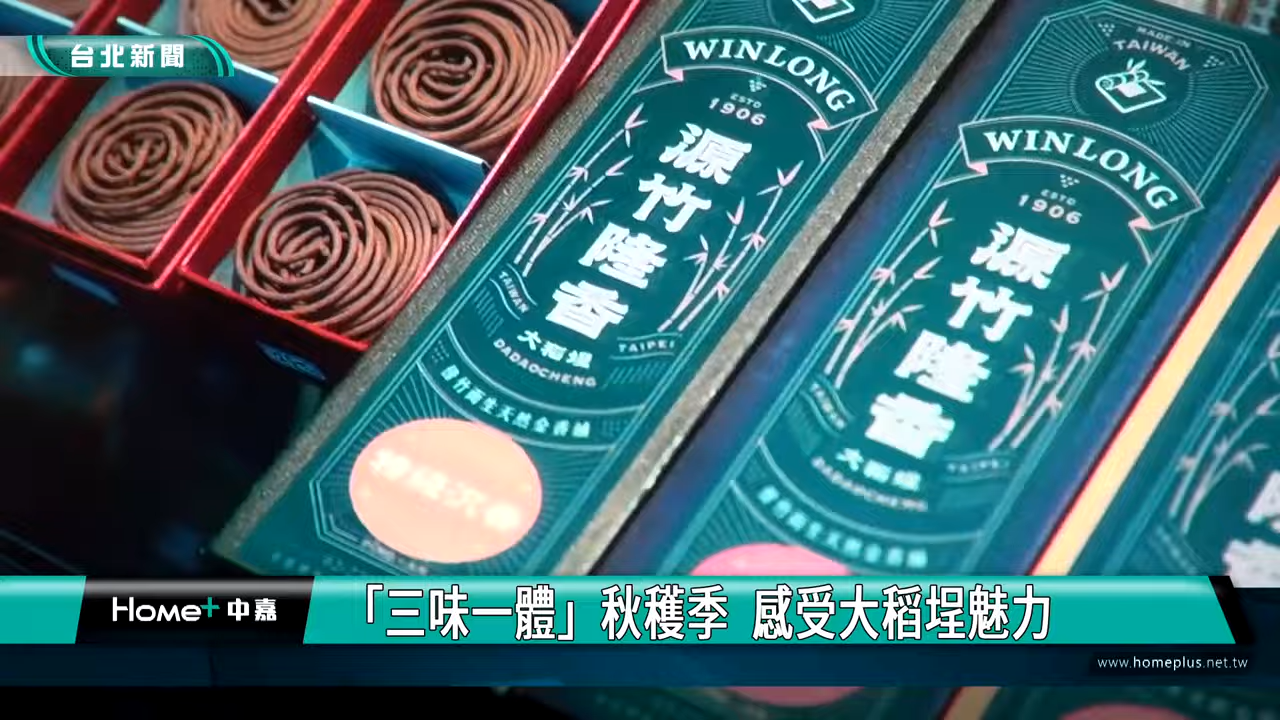 台北新聞
WINLONG
ESTD
1906
源竹隆香
TAIWAN
TAIPEI
大稻埕
DADAOCHENG
MADE IN
TAIWAN
WINLONG
ESTD
1906
源竹隆香
TAIWAN
TAIPEI
大稻埕
DADAOCHENG
Home+中嘉
「三味一體」秋穫季 感受大稻埕魅力
www.homeplus.net.tw